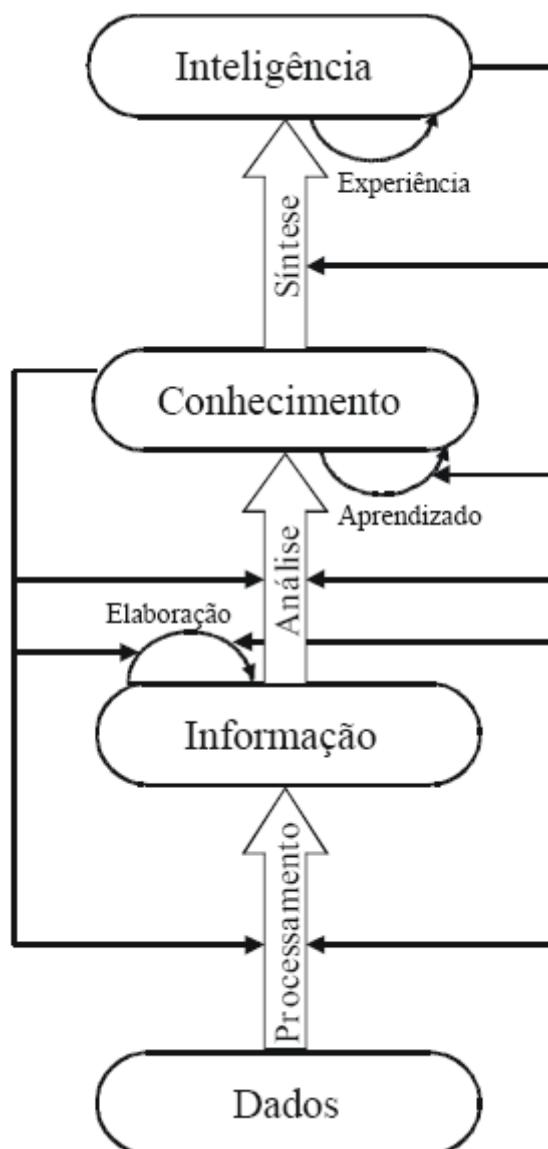 Inteligência
Experiência
Síntese
Conhecimento
Aprendizado
Análise
Elaboração
Informação
Processamento
Dados